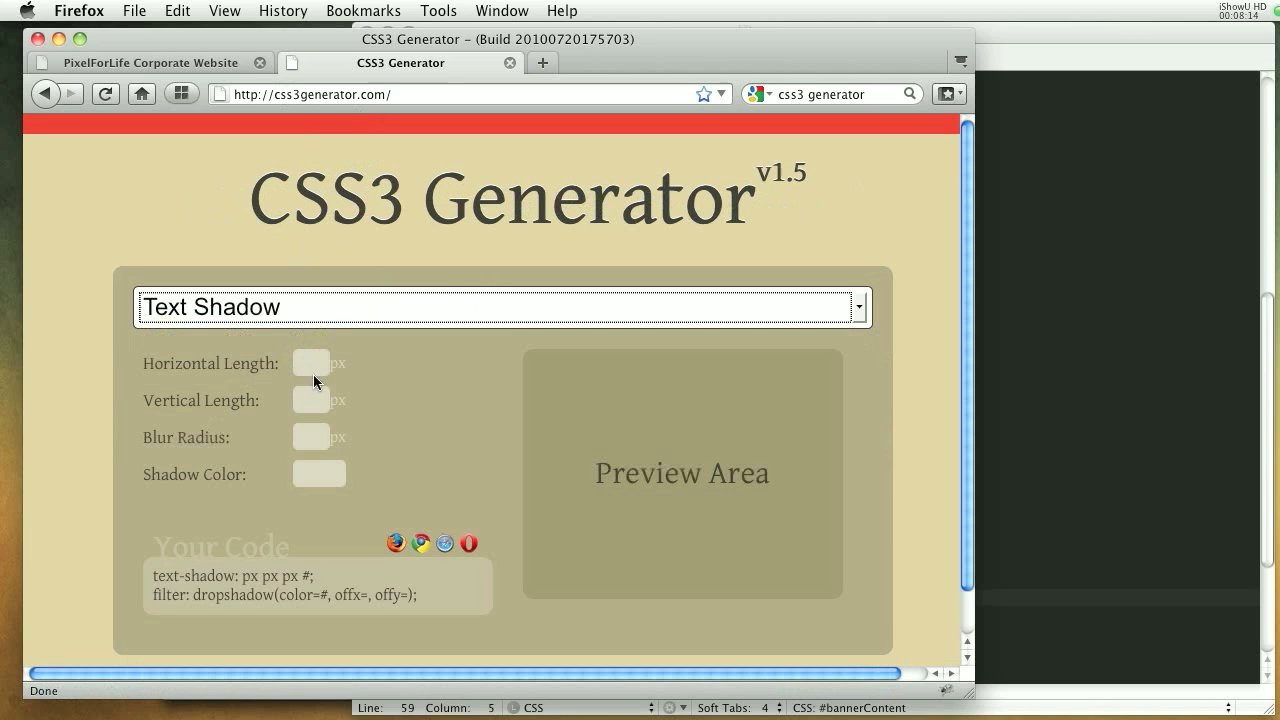 Firefox File Edit View History Bookmarks Tools Window Help
iShowU HD
00:08:14
CSS3 Generator – (Build 20100720175703)
PixelForLife Corporate Website
CSS3 Generator
http://css3generator.com/
css3 generator
CSS3 Generator v1.5
Text Shadow
Horizontal Length: px
Vertical Length: px
Blur Radius: px
Shadow Color:
Preview Area
Your Code
text-shadow: px px px #;
filter: dropshadow(color=#, offx=, offy=);
Done
Line: 59 Column: 5 CSS Soft Tabs: 4 CSS: #bannerContent